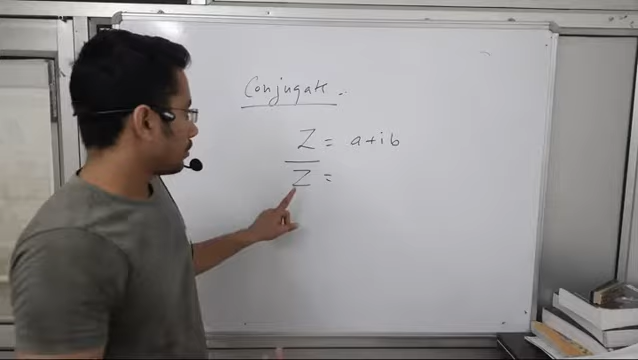 Conjugate.
Z = a+ib
Z̅ =